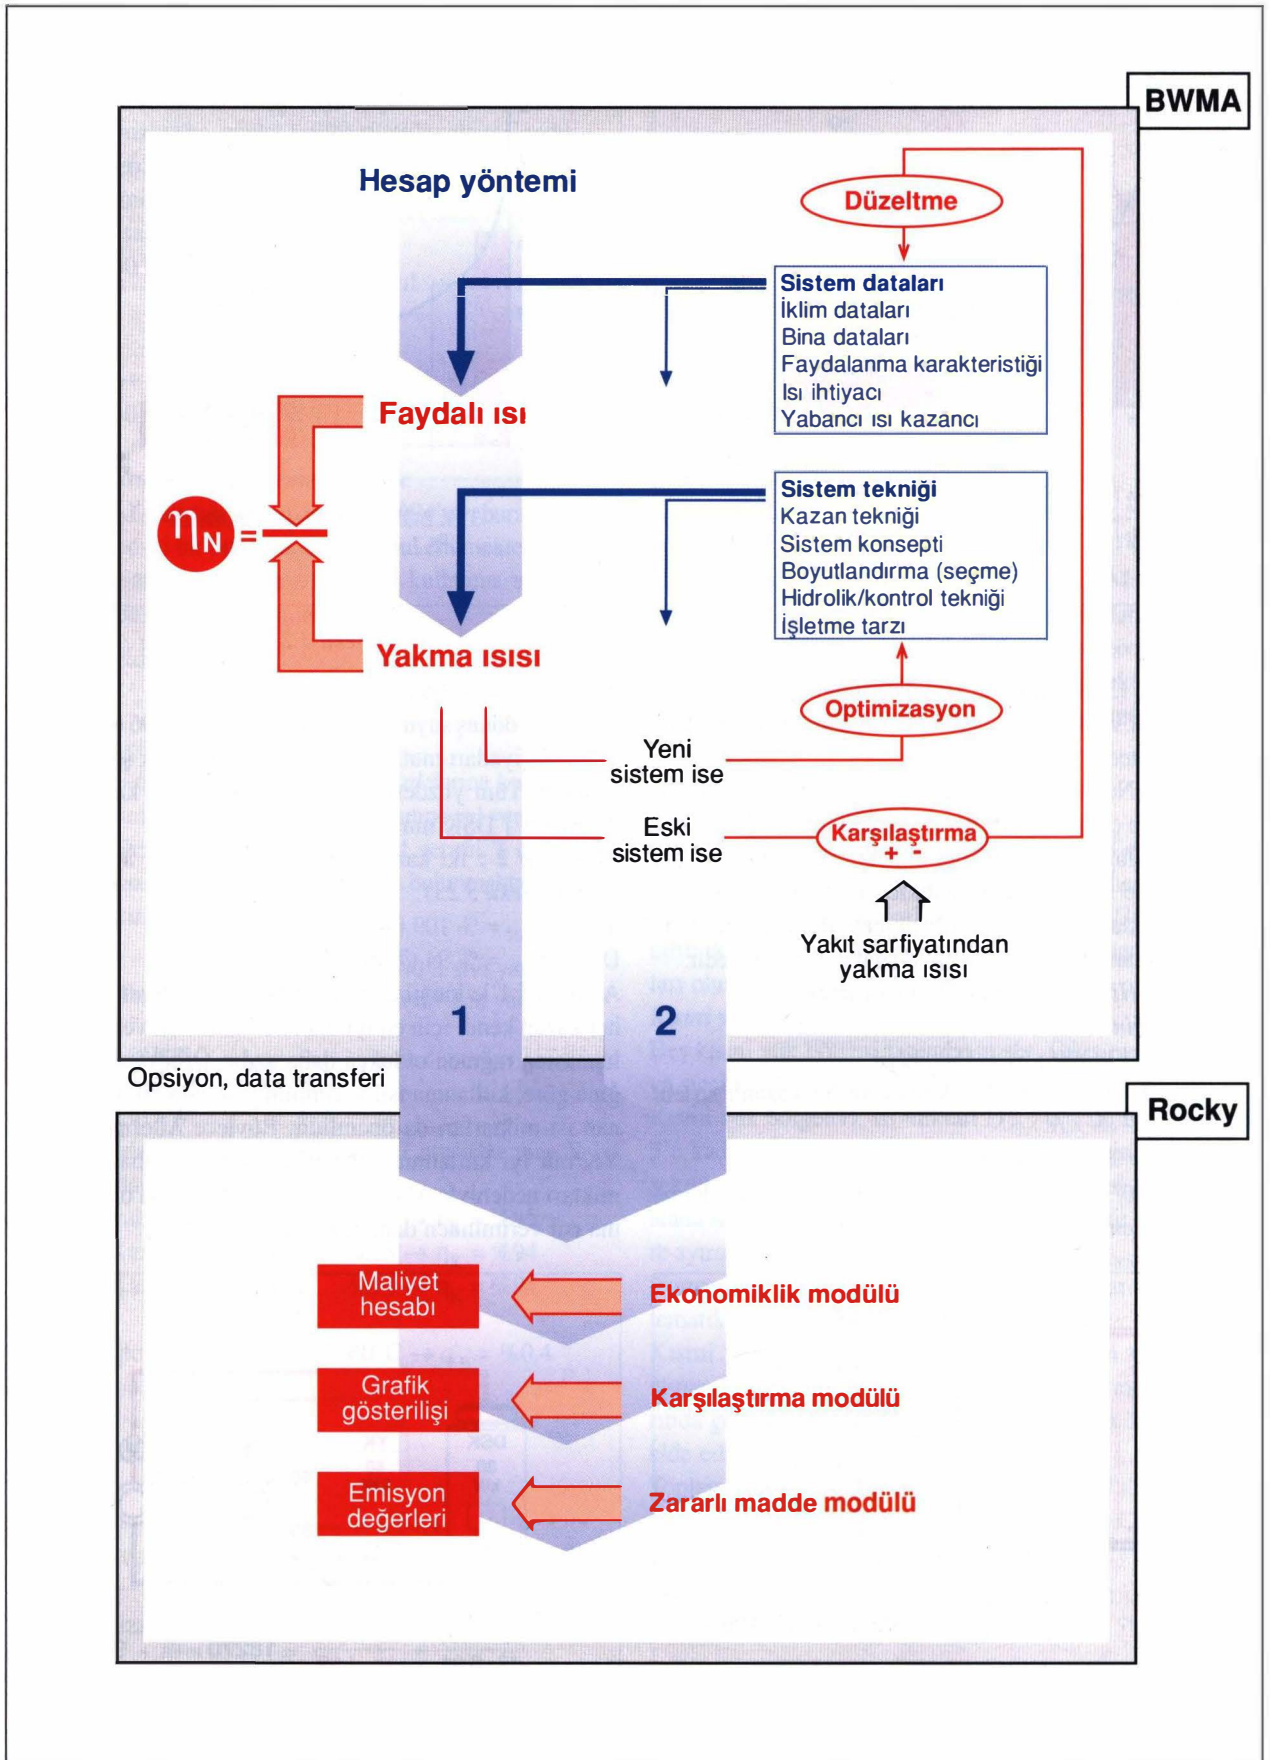 BWMA
Hesap yöntemi
Düzeltme
Sistem dataları
İklim dataları
Bina dataları
Faydalanma karakteristiği
Isı ihtiyacı
Yabancı ısı kazancı
Faydalı ısı
Sistem tekniği
Kazan tekniği
Sistem konsepti
Boyutlandırma (seçme)
Hidrolik/kontrol tekniği
İşletme tarzı
ηN =
Yakma ısısı
Optimizasyon
Yeni
sistem ise
Eski
sistem ise
Karşılaştırma
+ -
Yakıt sarfiyatından
yakma ısısı
1 2
Opsiyon, data transferi
Rocky
Maliyet
hesabı
Ekonomiklik modülü
Grafik
gösterilişi
Karşılaştırma modülü
Emisyon
değerleri
Zararlı madde modülü